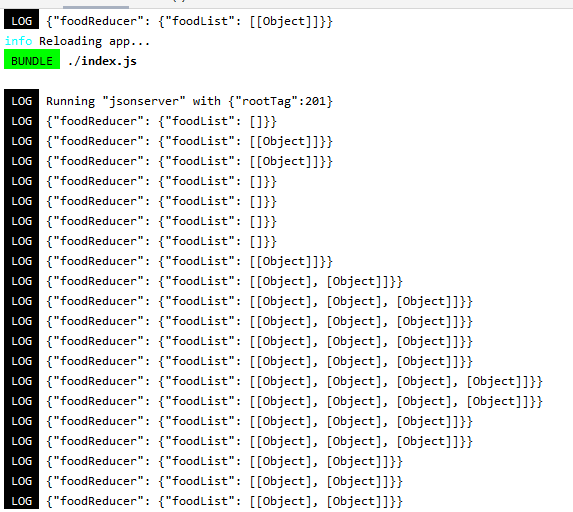 LOG {"foodReducer": {"foodList": [[Object]]}}
info Reloading app...
BUNDLE ./index.js
LOG Running "jsonserver" with {"rootTag":201}
LOG {"foodReducer": {"foodList": []}}
LOG {"foodReducer": {"foodList": [[Object]]}}
LOG {"foodReducer": {"foodList": [[Object]]}}
LOG {"foodReducer": {"foodList": []}}
LOG {"foodReducer": {"foodList": []}}
LOG {"foodReducer": {"foodList": []}}
LOG {"foodReducer": {"foodList": []}}
LOG {"foodReducer": {"foodList": [[Object]]}}
LOG {"foodReducer": {"foodList": [[Object], [Object]]}}
LOG {"foodReducer": {"foodList": [[Object], [Object], [Object]]}}
LOG {"foodReducer": {"foodList": [[Object], [Object], [Object]]}}
LOG {"foodReducer": {"foodList": [[Object], [Object], [Object]]}}
LOG {"foodReducer": {"foodList": [[Object], [Object], [Object]]}}
LOG {"foodReducer": {"foodList": [[Object], [Object], [Object], [Object]]}}
LOG {"foodReducer": {"foodList": [[Object], [Object], [Object], [Object]]}}
LOG {"foodReducer": {"foodList": [[Object], [Object], [Object]]}}
LOG {"foodReducer": {"foodList": [[Object], [Object], [Object]]}}
LOG {"foodReducer": {"foodList": [[Object], [Object]]}}
LOG {"foodReducer": {"foodList": [[Object], [Object]]}}
LOG {"foodReducer": {"foodList": [[Object], [Object]]}}